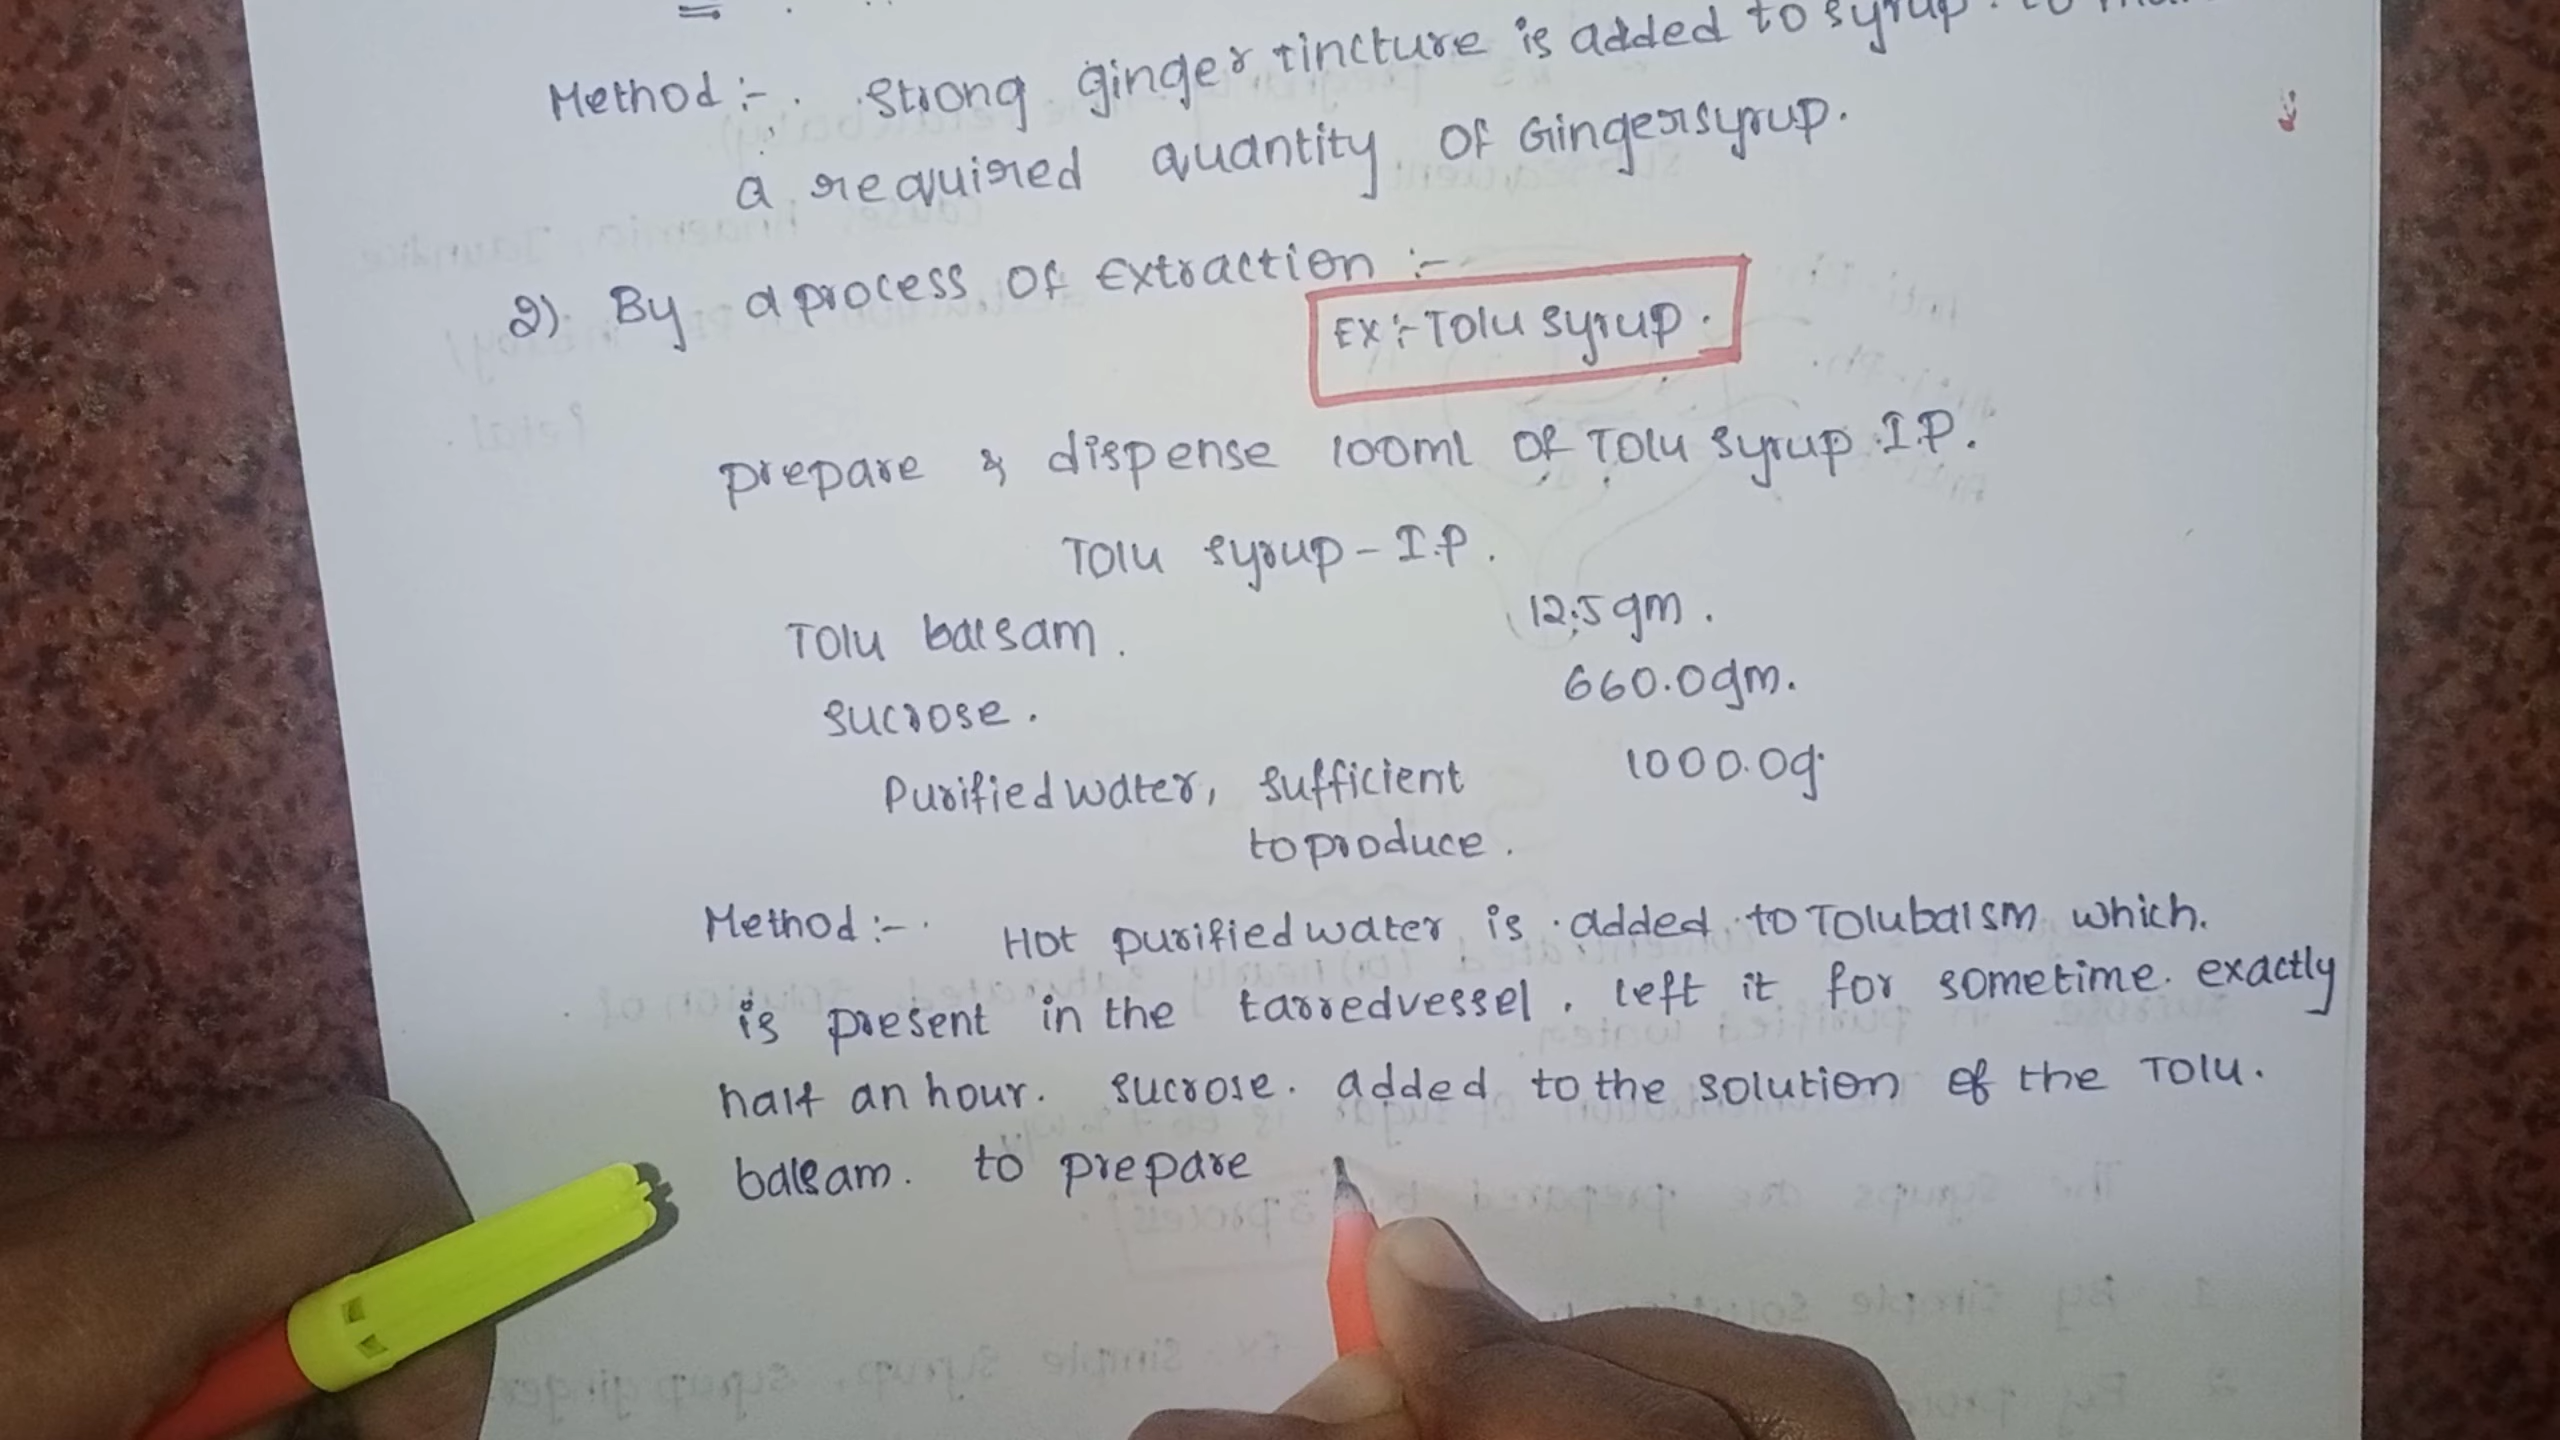 Method :- . strong ginger tincture is added to syrup . to
a required quantity of Gingersyrup.
2) By a process of Extraction :-
EX :- Tolu syrup .
prepare & dispense 100ml of Tolu syrup I.P.
Tolu syrup - I.P .
Tolu balsam .
12.5 gm .
sucrose .
660.0gm.
Purified water, sufficient
to produce .
1000.0g.
Method :- . Hot purified water is added to Tolubalsm which.
is present in the tarredvessel . left it for sometime. exactly
half an hour. sucrose. added to the solution of the Tolu.
balsam. to prepare